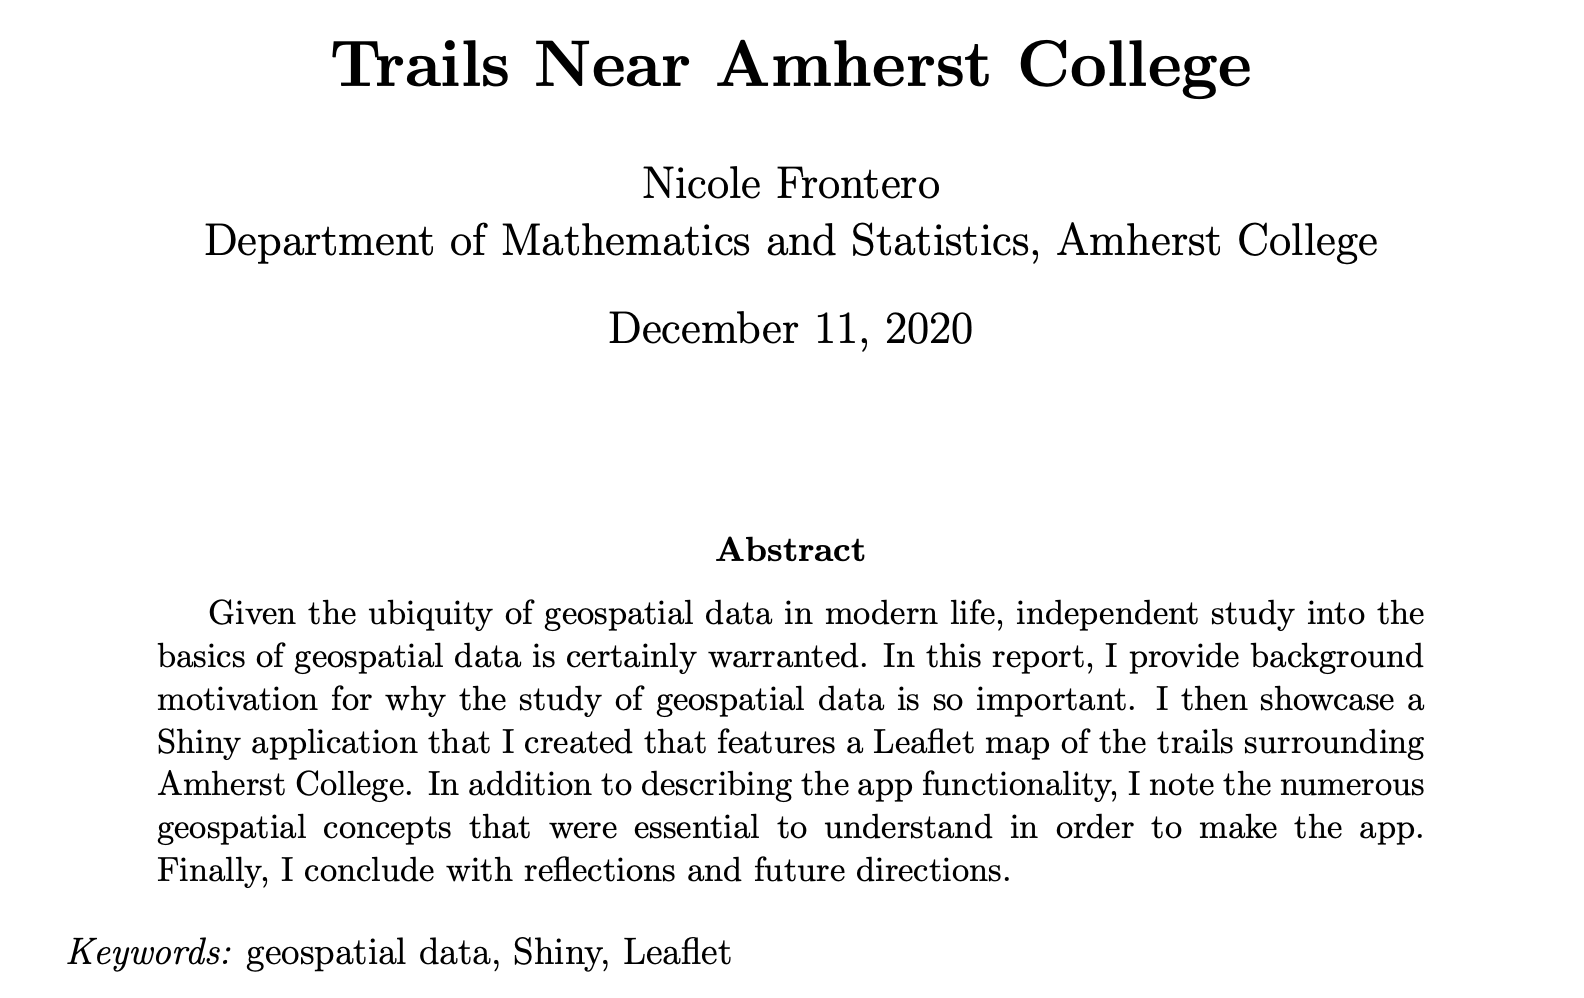 Trails Near Amherst College
Nicole Frontero
Department of Mathematics and Statistics, Amherst College
December 11, 2020
Abstract
Given the ubiquity of geospatial data in modern life, independent study into the
basics of geospatial data is certainly warranted. In this report, I provide background
motivation for why the study of geospatial data is so important. I then showcase a
Shiny application that I created that features a Leaflet map of the trails surrounding
Amherst College. In addition to describing the app functionality, I note the numerous
geospatial concepts that were essential to understand in order to make the app.
Finally, I conclude with reflections and future directions.
Keywords: geospatial data, Shiny, Leaflet